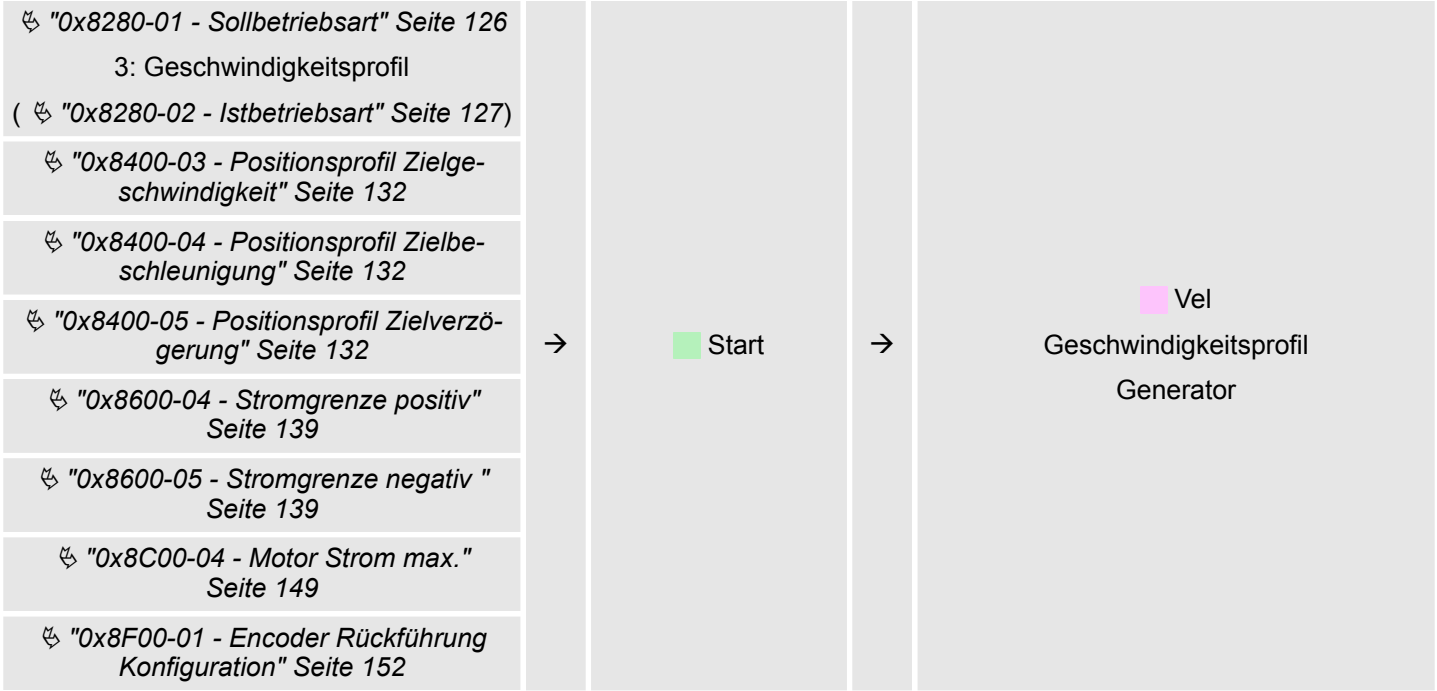 ↳ "0x8280-01 - Sollbetriebsart" Seite 126
3: Geschwindigkeitsprofil
( ↳ "0x8280-02 - Istbetriebsart" Seite 127)
↳ "0x8400-03 - Positionsprofil Zielge-
schwindigkeit" Seite 132
↳ "0x8400-04 - Positionsprofil Zielbe-
schleunigung" Seite 132
↳ "0x8400-05 - Positionsprofil Zielverzö-
gerung" Seite 132
↳ "0x8600-04 - Stromgrenze positiv"
Seite 139
↳ "0x8600-05 - Stromgrenze negativ "
Seite 139
↳ "0x8C00-04 - Motor Strom max."
Seite 149
↳ "0x8F00-01 - Encoder Rückführung
Konfiguration" Seite 152
→
Start
→
Vel
Geschwindigkeitsprofil
Generator